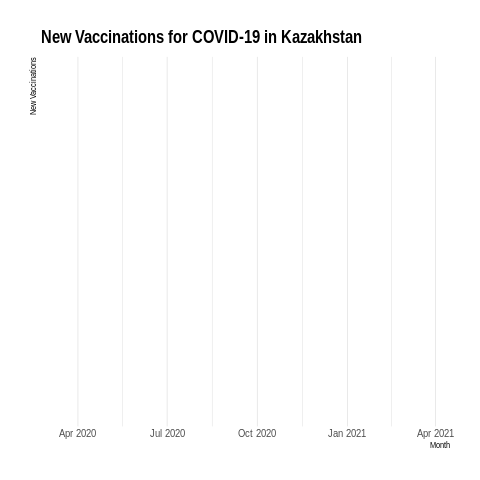 New Vaccinations for COVID-19 in Kazakhstan
New Vaccinations
Apr 2020 Jul 2020 Oct 2020 Jan 2021 Apr 2021
Month